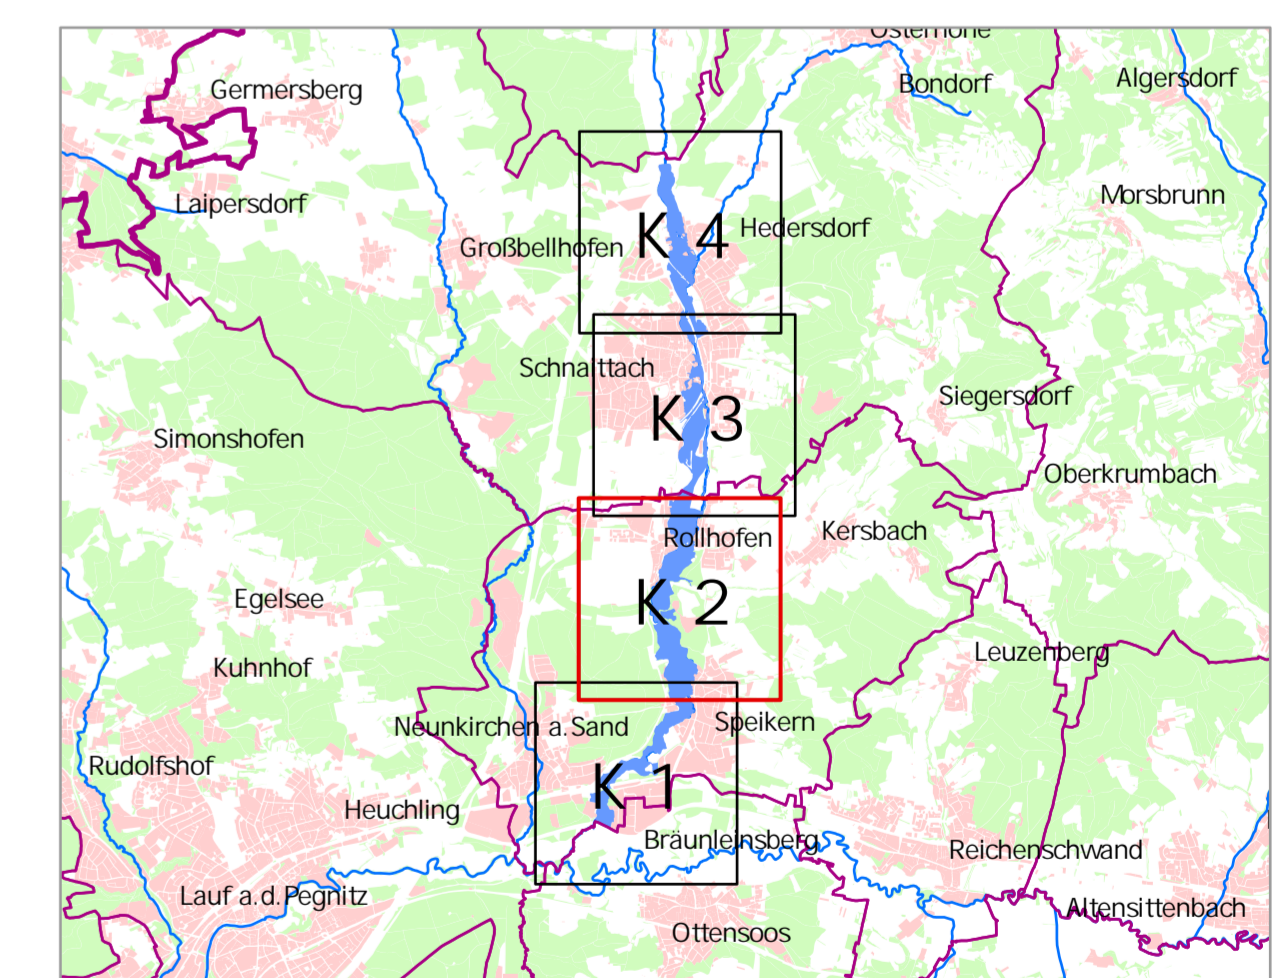 Osternohe
Germersberg
Bondorf
Algersdorf
Laipersdorf
Morsbrunn
Großbellhofen
K 4
Hedersdorf
Schnaittach
Siegersdorf
K 3
Simonshofen
Oberkrumbach
Rollhofen
Kersbach
Egelsee
K 2
Kuhnhof
Leuzenberg
Neunkirchen a. Sand
Speikern
Rudolfshof
K 1
Heuchling
Bräunleinsberg
Reichenschwand
Lauf a.d. Pegnitz
Altensittenbach
Ottensoos